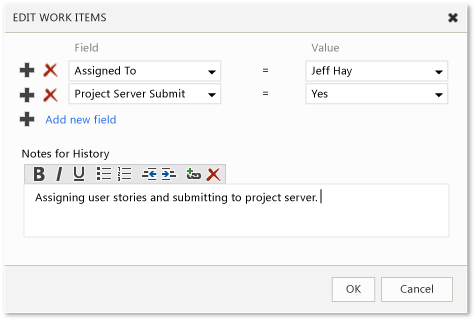 EDIT WORK ITEMS
Field Value
Assigned To = Jeff Hay
Project Server Submit = Yes
Add new field
Notes for History
B I U
Assigning user stories and submitting to project server.
OK Cancel